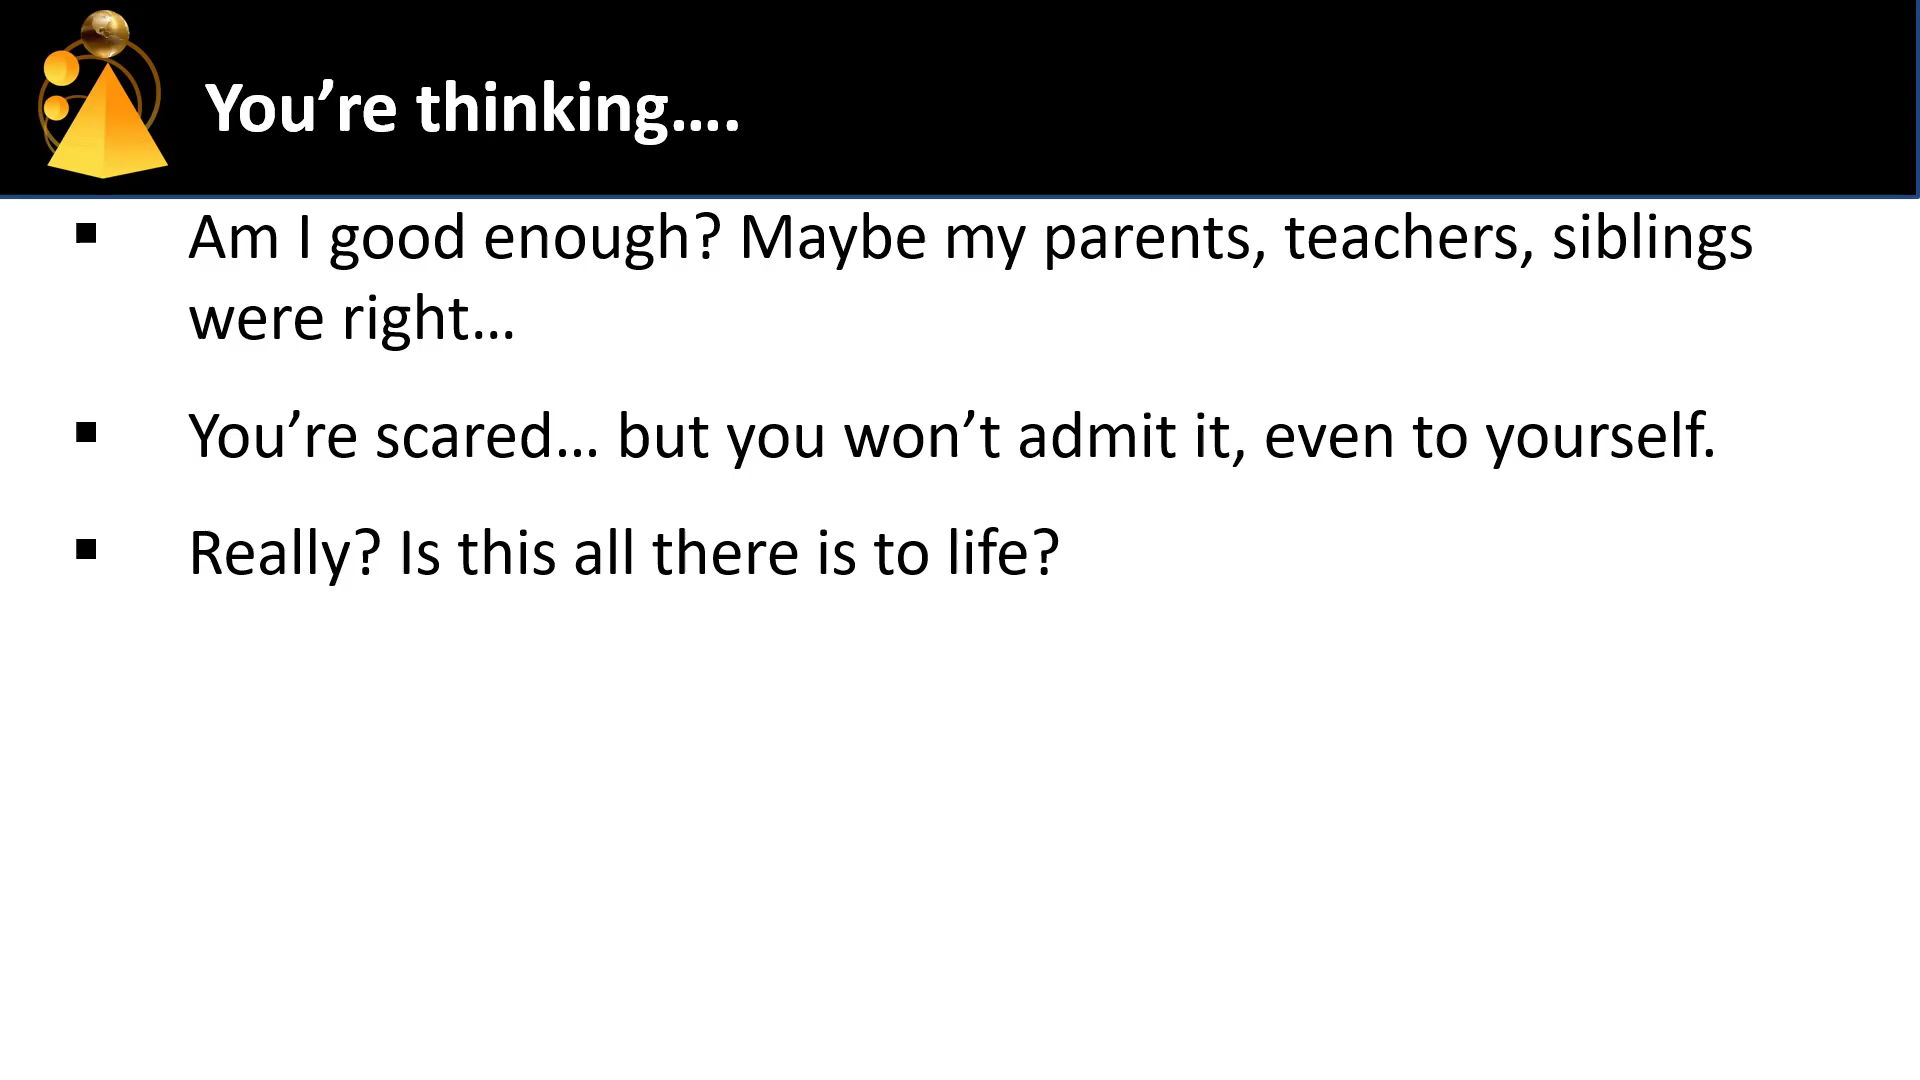 You’re thinking….
▪ Am I good enough? Maybe my parents, teachers, siblings
were right…
▪ You’re scared… but you won’t admit it, even to yourself.
▪ Really? Is this all there is to life?